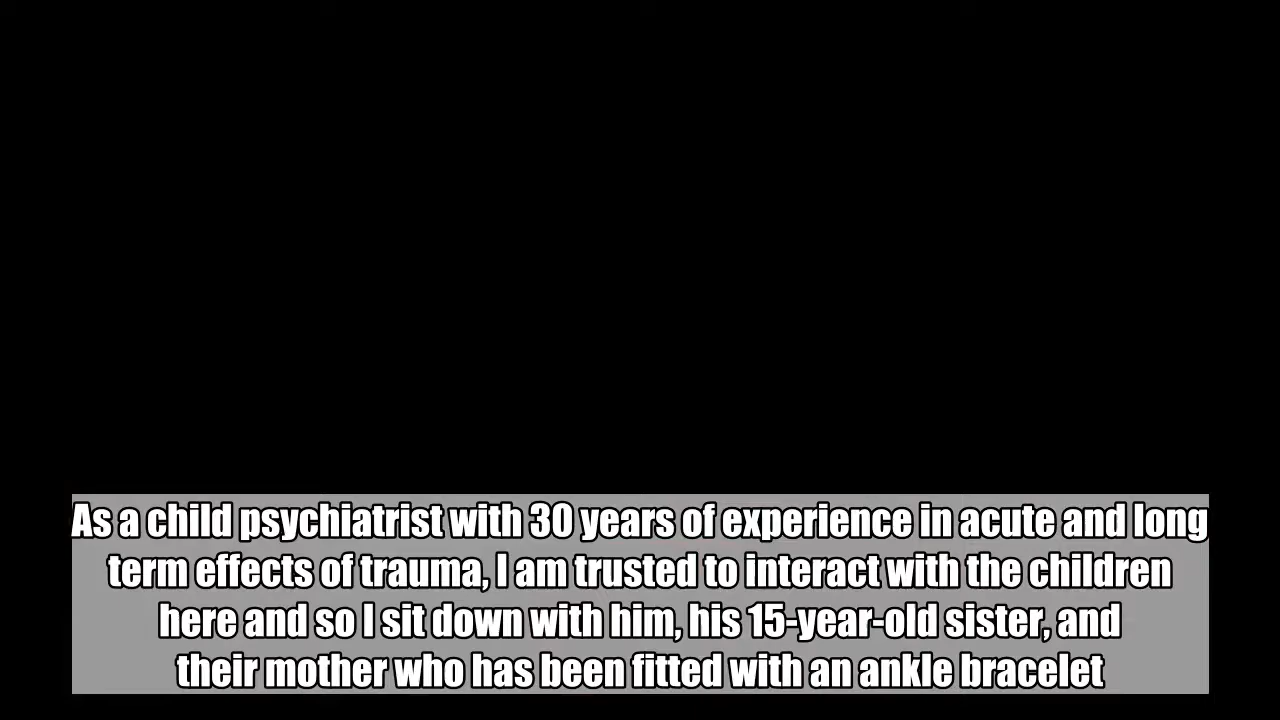 As a child psychiatrist with 30 years of experience in acute and long
term effects of trauma, I am trusted to interact with the children
here and so I sit down with him, his 15-year-old sister, and
their mother who has been fitted with an ankle bracelet